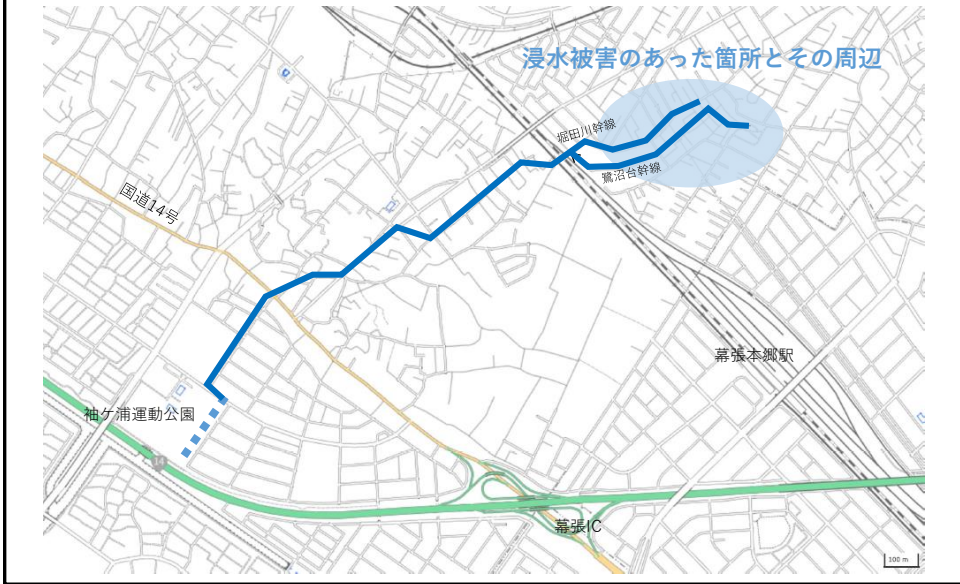 浸水被害のあった箇所とその周辺
堀田川幹線
鷺沼台幹線
国道14号
幕張本郷駅
袖ケ浦運動公園
14
幕張IC
100 m